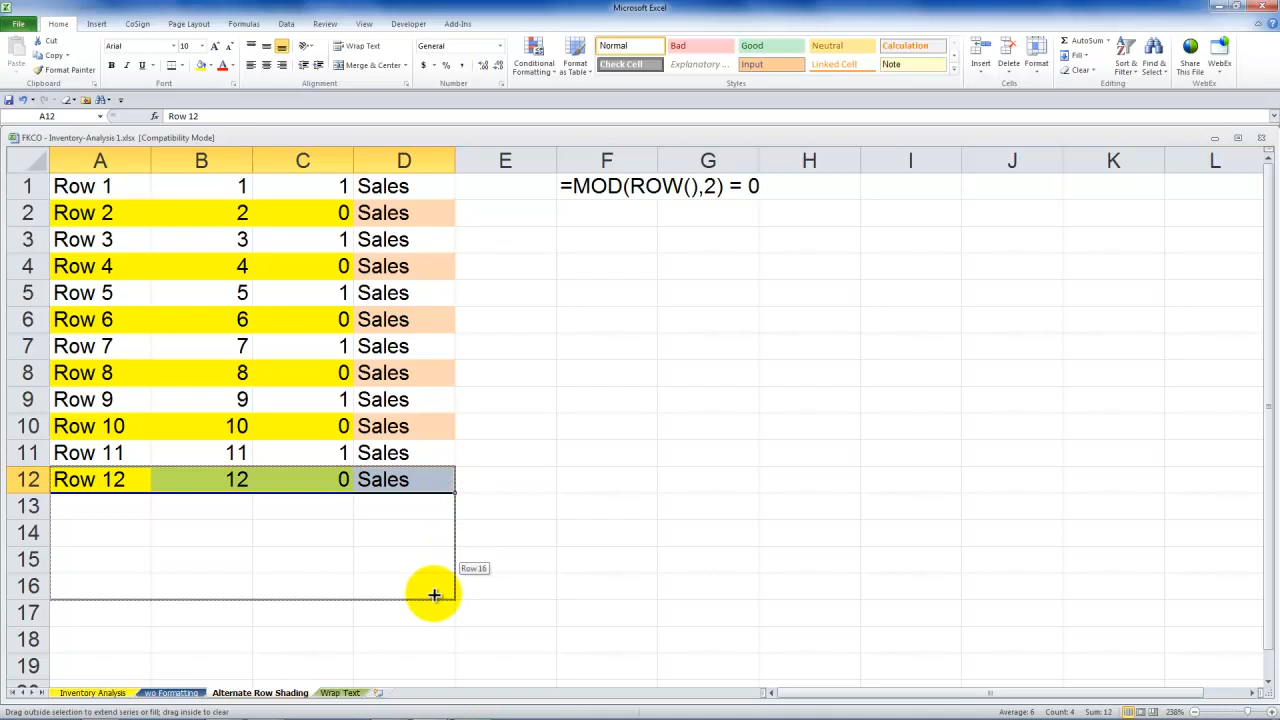 Microsoft Excel
File Home Insert CoSign Page Layout Formulas Data Review View Developer Add-Ins
Paste Cut Copy Format Painter Clipboard
Arial 10 A A B I U A Font
Wrap Text Merge & Center Alignment
General $ % , Number
Conditional Formatting Format as Table
Normal Bad Good Neutral Calculation
Check Cell Explanatory ... Input Linked Cell Note
Styles
Insert Delete Format Cells
AutoSum Fill Clear Sort & Filter Find & Select Editing
Share This File WebEx WebEx
A12 fx Row 12
FKCO - Inventory-Analysis 1.xlsx [Compatibility Mode]
A B C D E F G H I J K L
1 Row 1 1 1 Sales =MOD(ROW(),2) = 0
2 Row 2 2 0 Sales
3 Row 3 3 1 Sales
4 Row 4 4 0 Sales
5 Row 5 5 1 Sales
6 Row 6 6 0 Sales
7 Row 7 7 1 Sales
8 Row 8 8 0 Sales
9 Row 9 9 1 Sales
10 Row 10 10 0 Sales
11 Row 11 11 1 Sales
12 Row 12 12 0 Sales
13
14
15
Row 16
16
17
18
19
Inventory Analysis wo Formatting Alternate Row Shading Wrap Text
Drag outside selection to extend series or fill; drag inside to clear Average: 6 Count: 4 Sum: 12 238%